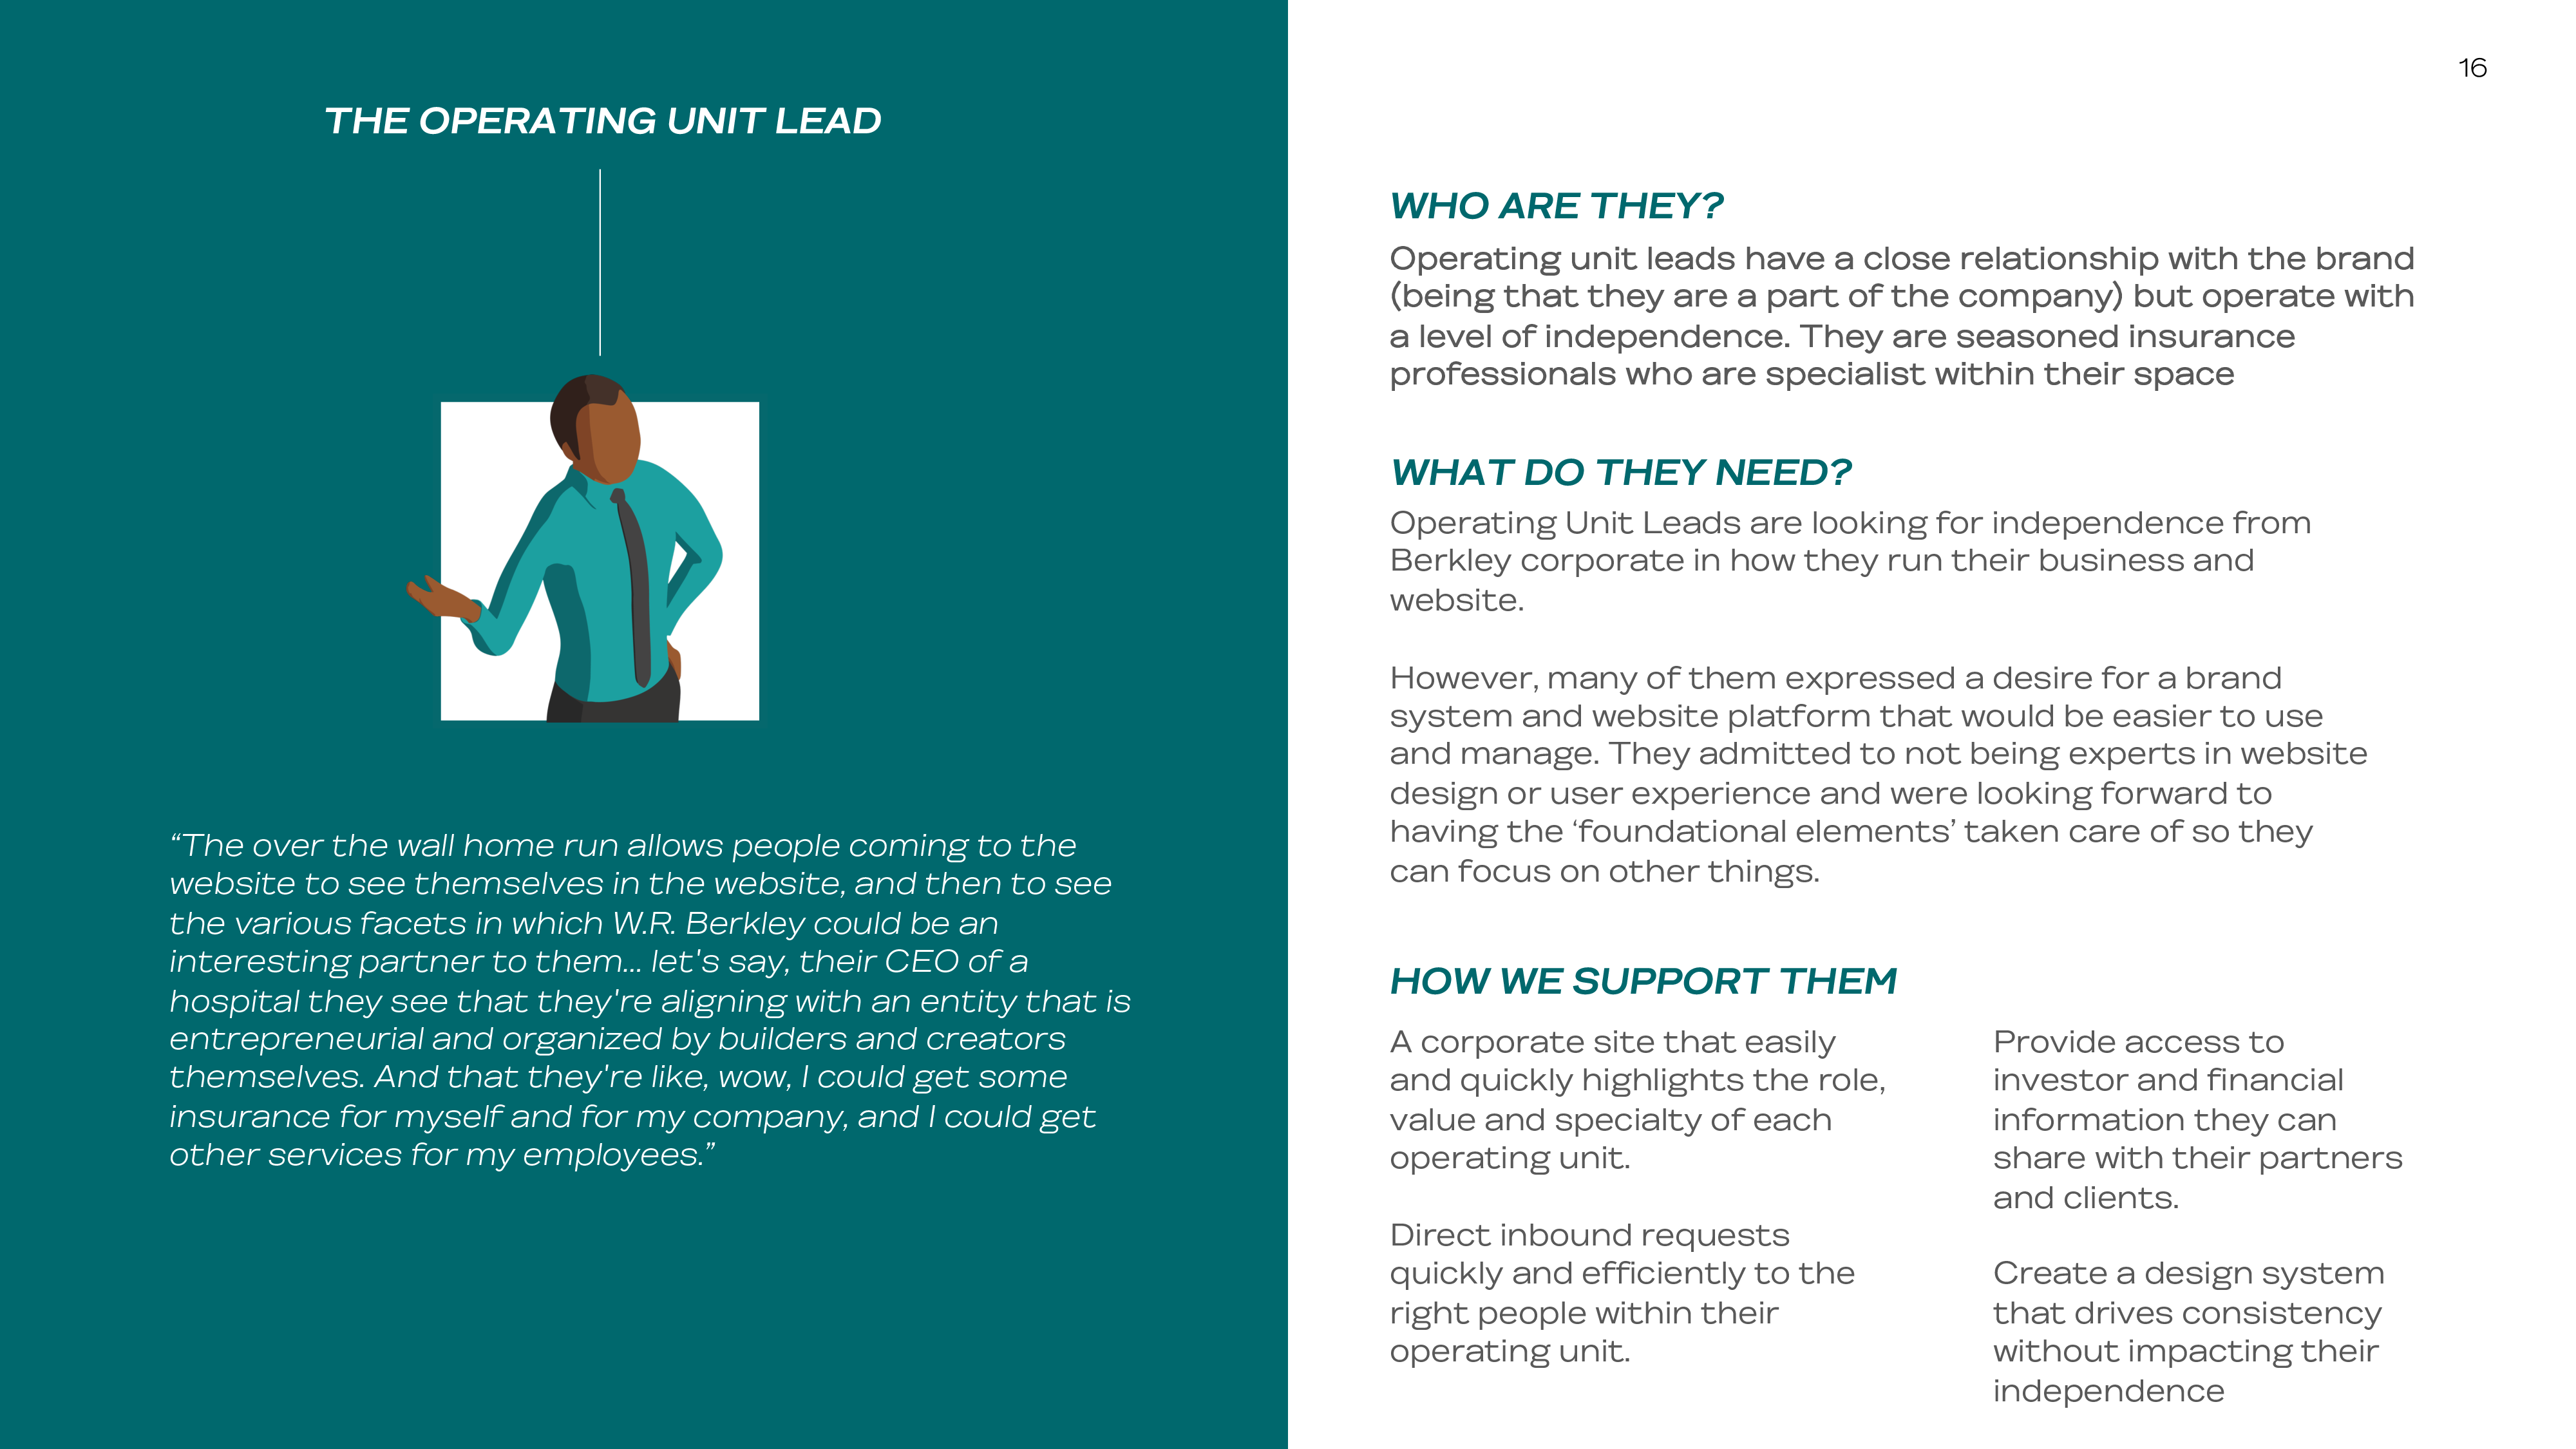 THE OPERATING UNIT LEAD
“The over the wall home run allows people coming to the
website to see themselves in the website, and then to see
the various facets in which W.R. Berkley could be an
interesting partner to them... let's say, their CEO of a
hospital they see that they're aligning with an entity that is
entrepreneurial and organized by builders and creators
themselves. And that they're like, wow, I could get some
insurance for myself and for my company, and I could get
other services for my employees.”
16
WHO ARE THEY?
Operating unit leads have a close relationship with the brand
(being that they are a part of the company) but operate with
a level of independence. They are seasoned insurance
professionals who are specialist within their space
WHAT DO THEY NEED?
Operating Unit Leads are looking for independence from
Berkley corporate in how they run their business and
website.
However, many of them expressed a desire for a brand
system and website platform that would be easier to use
and manage. They admitted to not being experts in website
design or user experience and were looking forward to
having the ‘foundational elements’ taken care of so they
can focus on other things.
HOW WE SUPPORT THEM
A corporate site that easily
and quickly highlights the role,
value and specialty of each
operating unit.
Direct inbound requests
quickly and efficiently to the
right people within their
operating unit.
Provide access to
investor and financial
information they can
share with their partners
and clients.
Create a design system
that drives consistency
without impacting their
independence